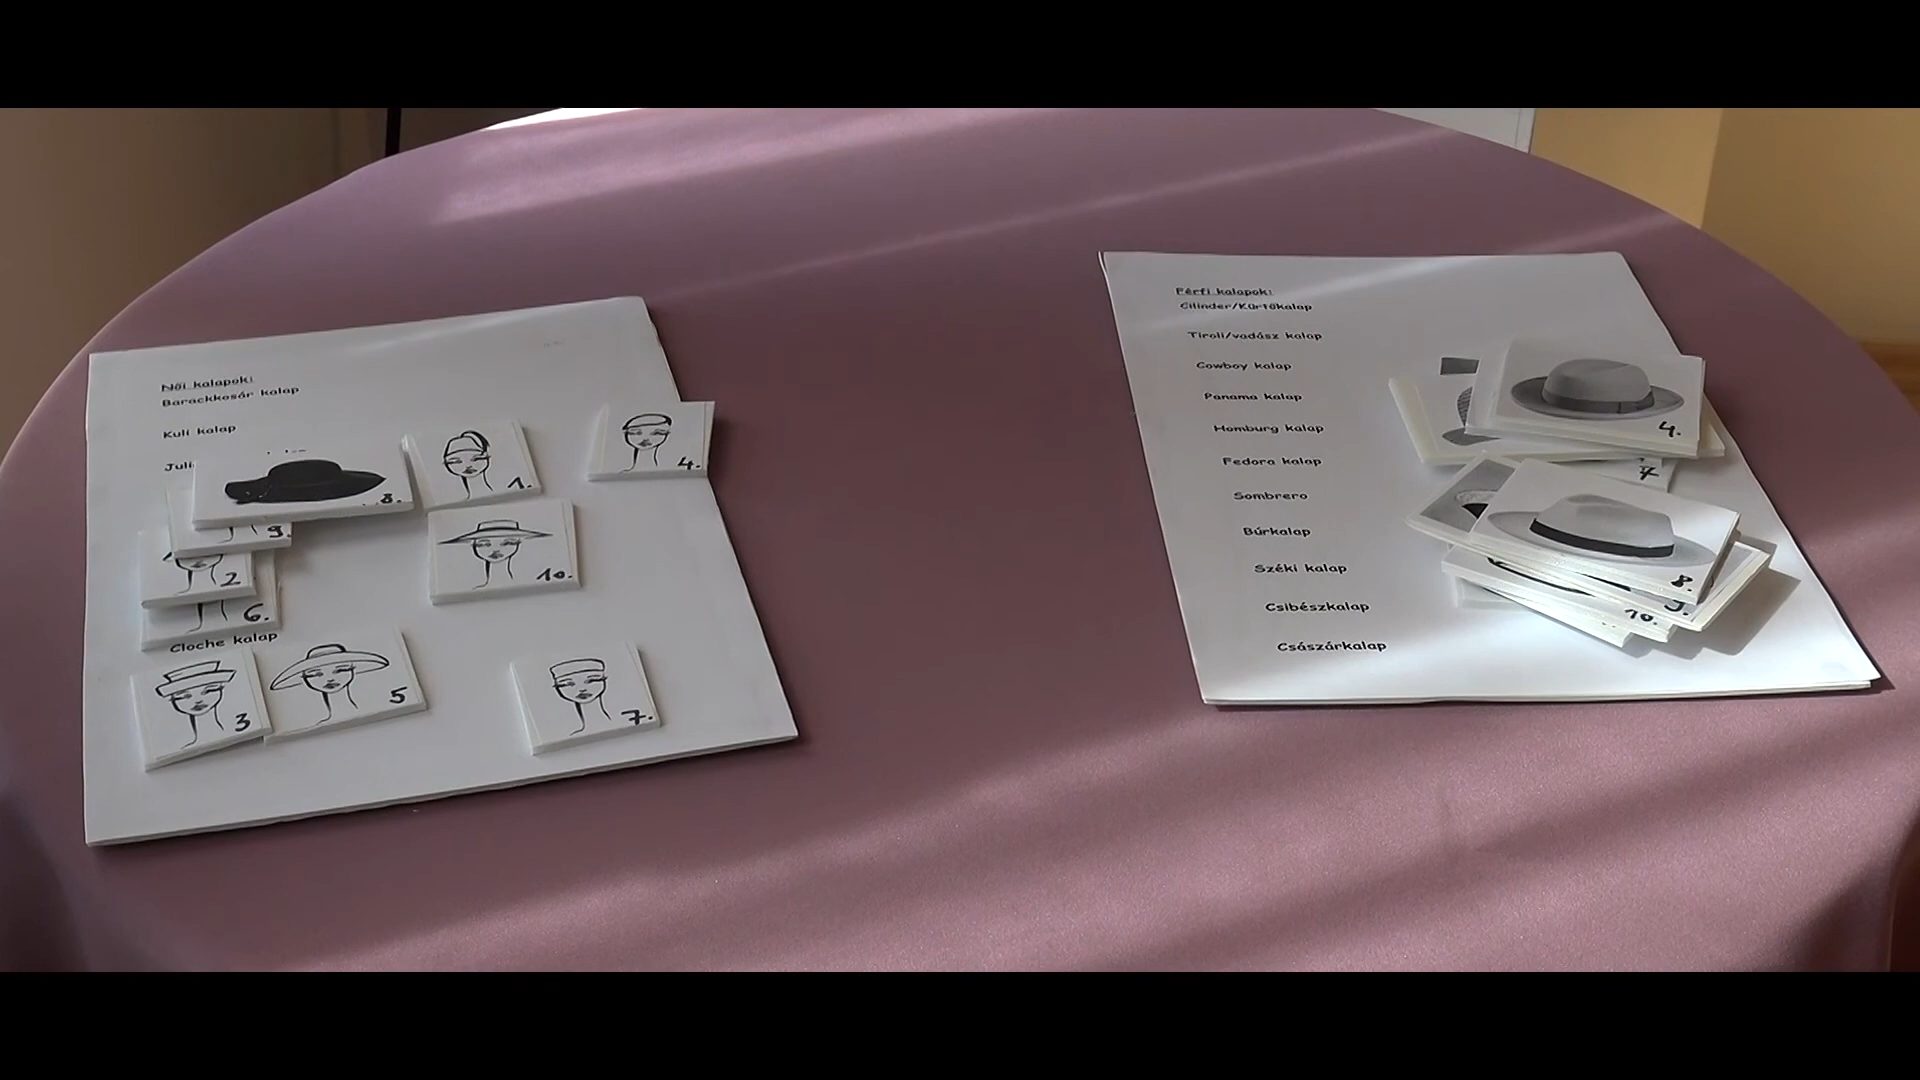 Női kalapok:
Barackkosár kalap
Kuli kalap
Juli
8.
1.
4.
9.
10.
2
6.
Cloche kalap
3
5
7.
Férfi kalapok:
Cilinder/Kürtőkalap
Tiroli/vadász kalap
Cowboy kalap
Panama kalap
Homburg kalap
Fedora kalap
Sombrero
Búrkalap
Széki kalap
Csibészkalap
Császárkalap
4.
7
8.
10.